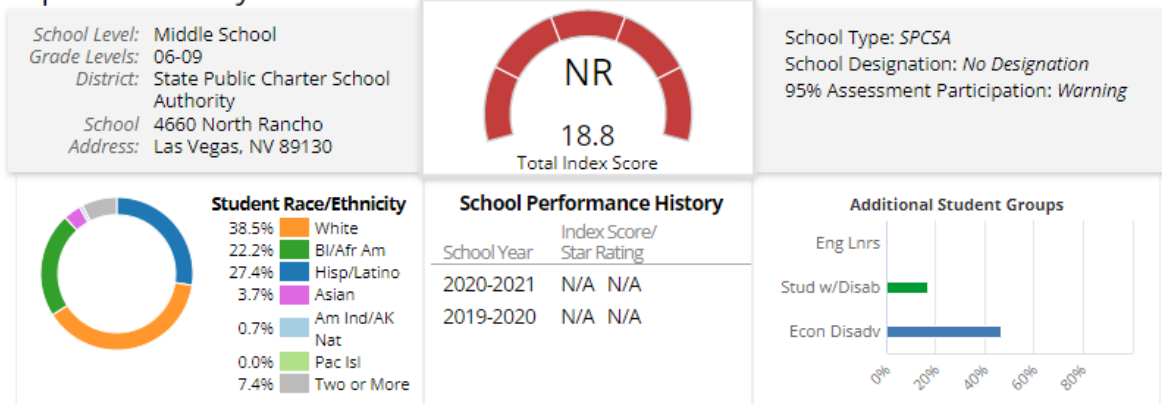 School Level: Middle School
Grade Levels: 06-09
District: State Public Charter School
Authority
School 4660 North Rancho
Address: Las Vegas, NV 89130
NR
18.8
Total Index Score
School Type: SPCSA
School Designation: No Designation
95% Assessment Participation: Warning
Student Race/Ethnicity
38.5% White
22.2% Bl/Afr Am
27.4% Hisp/Latino
3.7% Asian
0.7% Am Ind/AK
Nat
0.0% Pac Isl
7.4% Two or More
School Performance History
Index Score/
School Year Star Rating
2020-2021 N/A N/A
2019-2020 N/A N/A
Additional Student Groups
Eng Lnrs
Stud w/Disab
Econ Disadv
0% 20% 40% 60% 80%